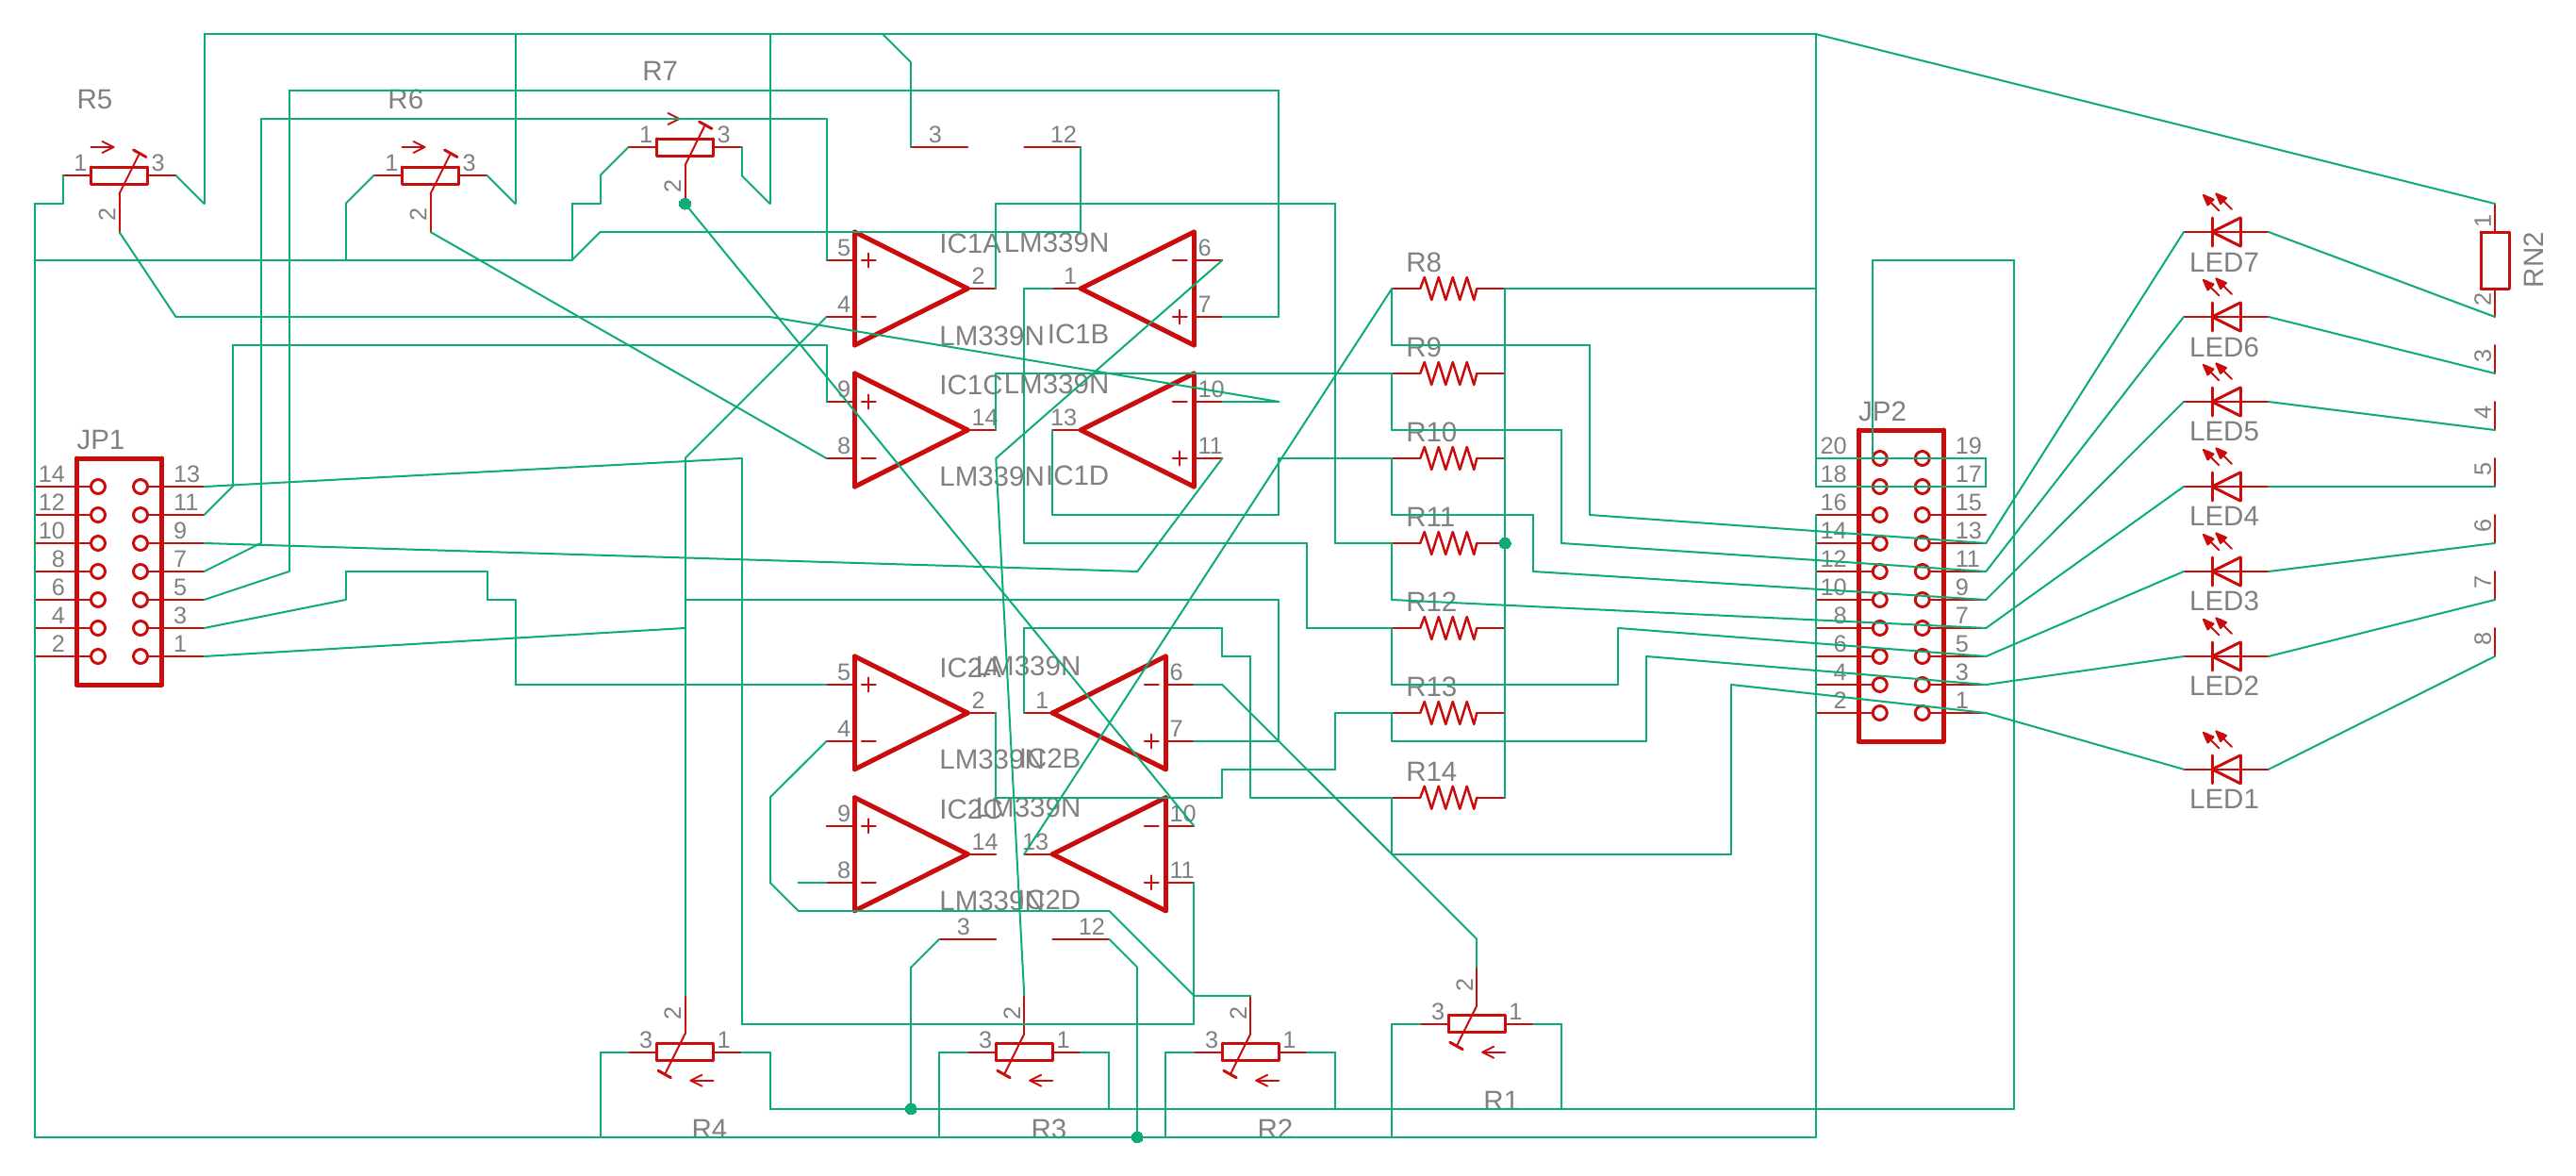 R7
R5
R6
1 3
2
1 3
2
1 3
2
3 12
IC1A
LM339N
5
4
2
LM339N
IC1B
6
7
1
IC1C
LM339N
9
8
14
LM339N
IC1D
10
11
13
JP1
14 13
12 11
10 9
8 7
6 5
4 3
2 1
IC2A
LM339N
5
4
2
LM339N
IC2B
6
7
1
IC2C
LM339N
9
8
14
LM339N
IC2D
10
11
13
3 12
R8
R9
R10
R11
R12
R13
R14
JP2
20 19
18 17
16 15
14 13
12 11
10 9
8 7
6 5
4 3
2 1
LED7
LED6
LED5
LED4
LED3
LED2
LED1
RN2
1
2
3
4
5
6
7
8
2
3 1
R4
2
3 1
R3
2
3 1
R2
2
3 1
R1